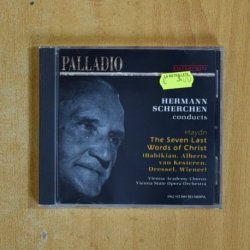 PALLADIO
HERMANN
SCHERCHEN
conducts
Haydn
The Seven Last
Words of Christ
(Babikian, Alberts
van Kesteren,
Dressel, Wiener)
Vienna Academy Chorus
Vienna State Opera Orchestra